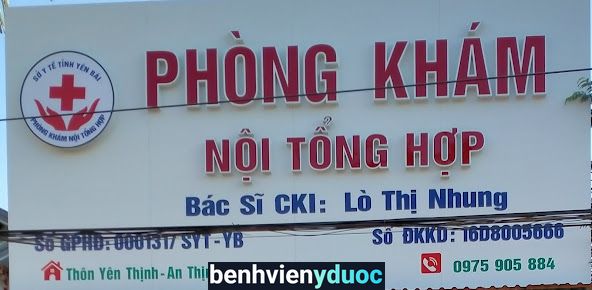 SỞ Y TẾ TỈNH YÊN BÁI
PHÒNG KHÁM NỘI TỔNG HỢP
PHÒNG KHÁM
NỘI TỔNG HỢP
Bác Sĩ CKI: Lò Thị Nhung
Số GPHĐ: 000131/ SYT-YB
Số ĐKKD: 16D8005666
Thôn Yên Thịnh-An Thịnh
0975 905 884
benhvienyduoc